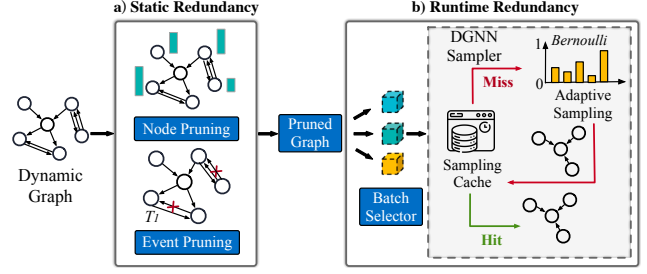 a) Static Redundancy
b) Runtime Redundancy
Dynamic
Graph
Node Pruning
T1
Event Pruning
Pruned
Graph
Batch
Selector
DGNN
Sampler
Miss
Bernoulli
1
0
Adaptive
Sampling
Sampling
Cache
Hit